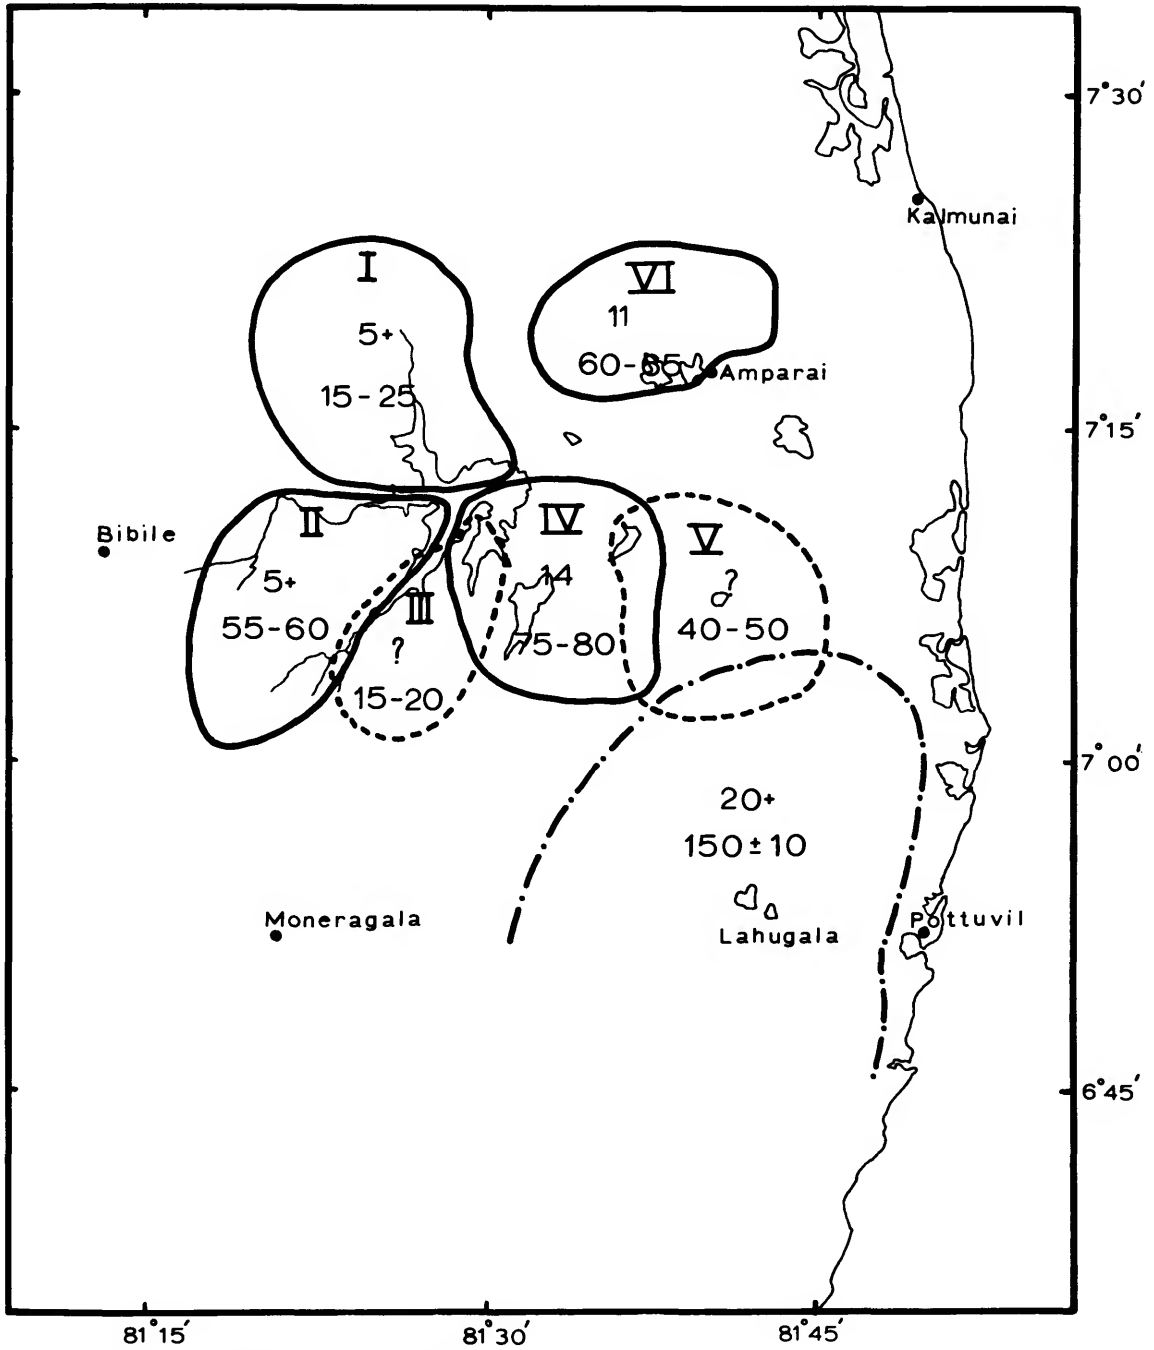 7°30′
Kalmunai
I
5+
15-25
VI
11
60-65
Amparai
7°15′
Bibile
II
5+
55-60
III
?
15-20
IV
14
75-80
V
?
40-50
7°00′
20+
150±10
Lahugala
Moneragala
Pottuvil
6°45′
81°15′
81°30′
81°45′